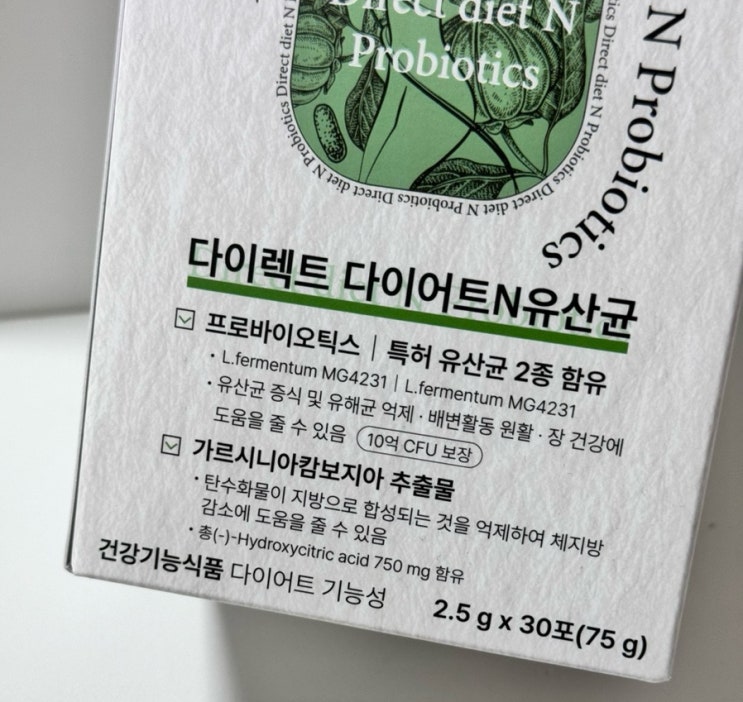 Direct diet N
Probiotics
Direct diet N Probiotics Direct diet N Probiotics Direct diet N Probiotics
N Probiotics
다이렉트 다이어트N유산균
프로바이오틱스 | 특허 유산균 2종 함유
· L.fermentum MG4231 | L.fermentum MG4231
· 유산균 증식 및 유해균 억제 · 배변활동 원활 · 장 건강에
도움을 줄 수 있음 10억 CFU 보장
가르시니아캄보지아 추출물
· 탄수화물이 지방으로 합성되는 것을 억제하여 체지방
감소에 도움을 줄 수 있음
· 총(-)-Hydroxycitric acid 750 mg 함유
건강기능식품 다이어트 기능성
2.5 g x 30포(75 g)